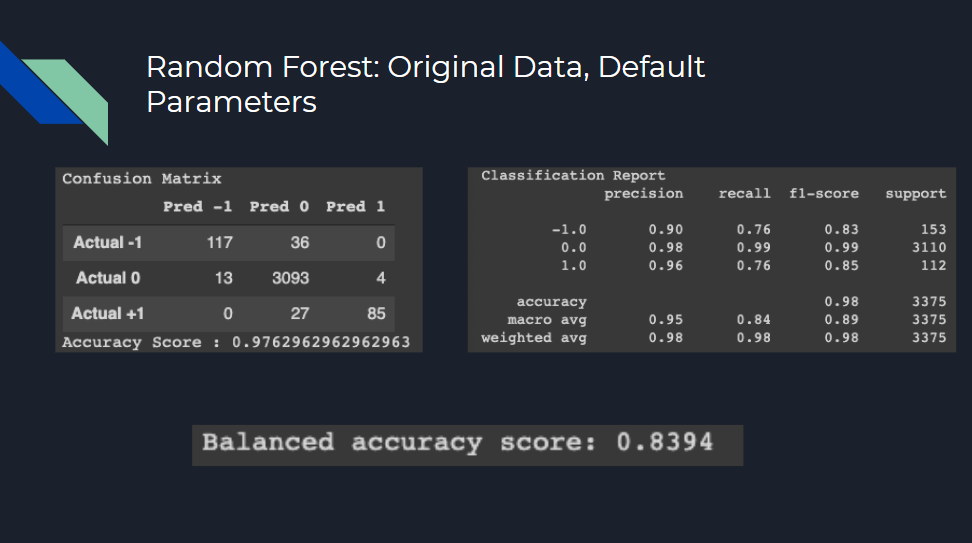 Random Forest: Original Data, Default
Parameters
Confusion Matrix
Pred -1 Pred 0 Pred 1
Actual -1 117 36 0
Actual 0 13 3093 4
Actual +1 0 27 85
Accuracy Score : 0.9762962962962963
Classification Report
precision recall f1-score support
-1.0 0.90 0.76 0.83 153
0.0 0.98 0.99 0.99 3110
1.0 0.96 0.76 0.85 112
accuracy 0.98 3375
macro avg 0.95 0.84 0.89 3375
weighted avg 0.98 0.98 0.98 3375
Balanced accuracy score: 0.8394